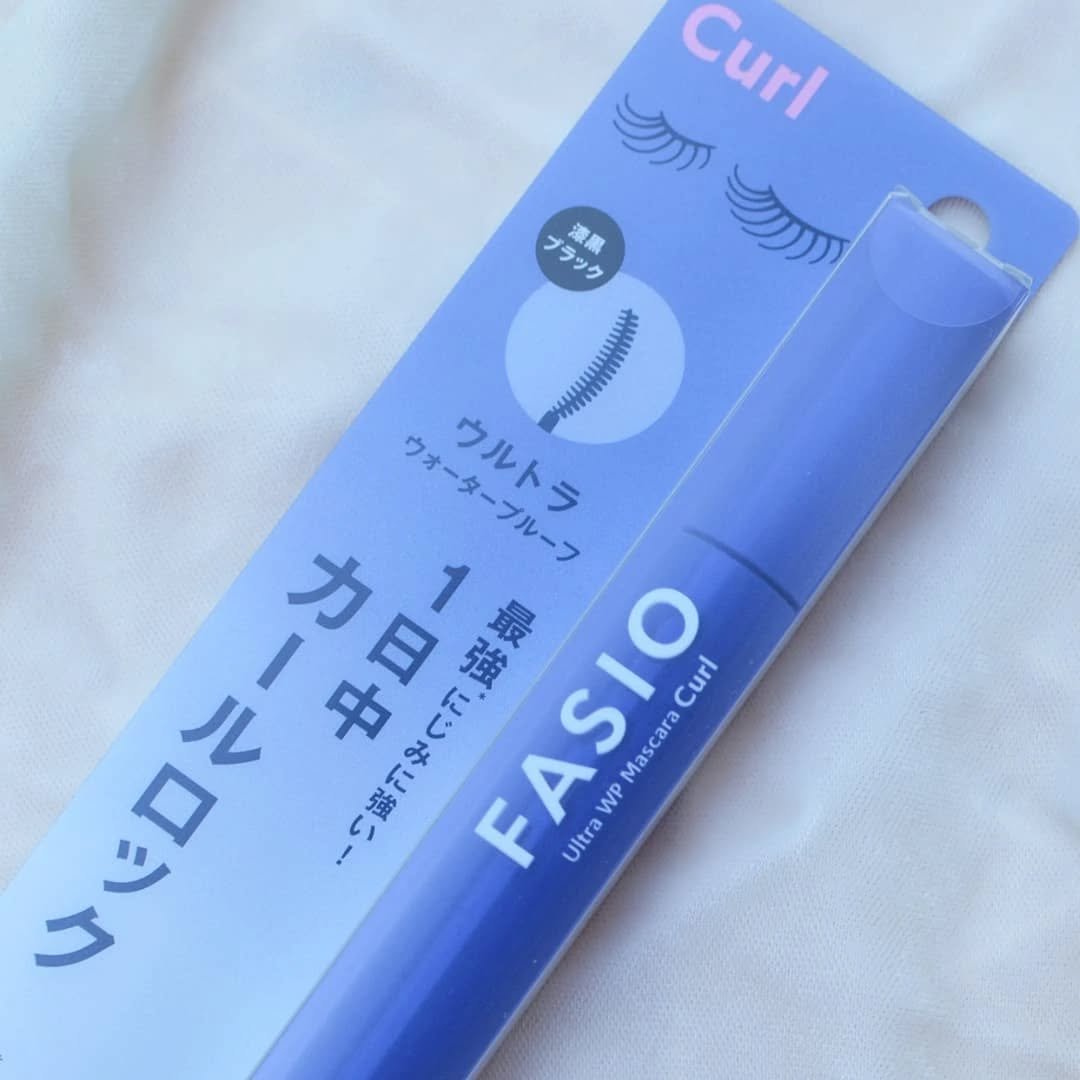 Curl
漆黒
ブラック
ウルトラ
ウォータープルーフ
最強*にじみに強い!
1日中
カールロック
FASIO
Ultra WP Mascara Curl